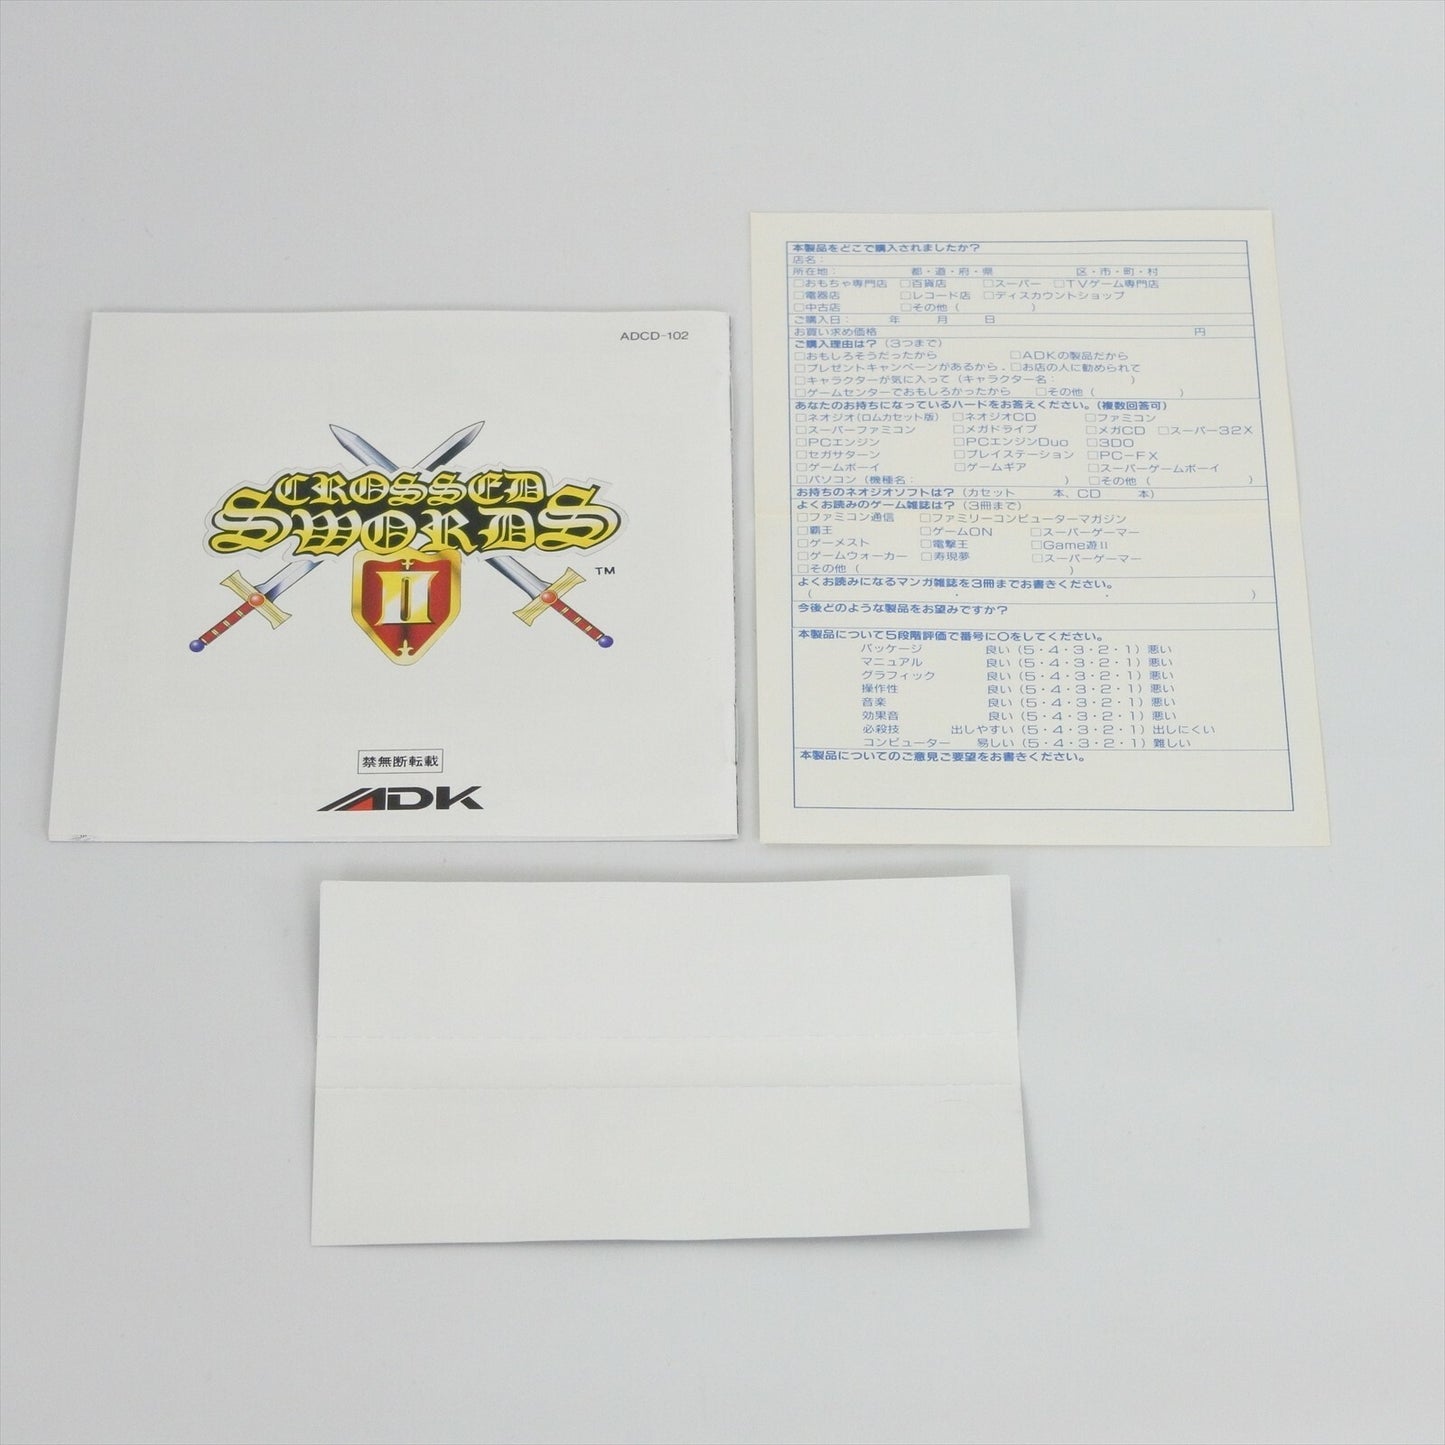 ADCD-102
CROSSED
SWORDS
II
TM
禁無断転載
ADK
本製品をどこで購入されましたか？
店名：
所在地： 都・道・府・県 区・市・町・村
□おもちゃ専門店 □百貨店 □スーパー □TVゲーム専門店
□電器店 □レコード店 □ディスカウントショップ
□中古店 □その他（ ）
ご購入日： 年 月 日
お買い求め価格 円
ご購入理由は？（3つまで）
□おもしろそうだったから □ADKの製品だから
□プレゼントキャンペーンがあるから．□お店の人に勧められて
□キャラクターが気に入って（キャラクター名： ）
□ゲームセンターでおもしろかったから □その他（ ）
あなたのお持ちになっているハードをお答えください。（複数回答可）
□ネオジオ（ロムカセット版） □ネオジオCD □ファミコン
□スーパーファミコン □メガドライブ □メガCD □スーパー32X
□PCエンジン □PCエンジンDuo □3DO
□セガサターン □プレイステーション □PC-FX
□ゲームボーイ □ゲームギア □スーパーゲームボーイ
□パソコン（機種名： ） □その他（ ）
お持ちのネオジオソフトは？（カセット 本、CD 本）
よくお読みのゲーム雑誌は？（3冊まで）
□ファミコン通信 □ファミリーコンピューターマガジン
□覇王 □ゲームON □スーパーゲーマー
□ゲーメスト □電撃王 □Game遊II
□ゲームウォーカー □寿現夢 □スーパーゲーマー
□その他（ ）
よくお読みになるマンガ雑誌を3冊までお書きください。
（ ・ ・ ）
今後どのような製品をお望みですか？
本製品について5段階評価で番号に○をしてください。
パッケージ 良い（5・4・3・2・1）悪い
マニュアル 良い（5・4・3・2・1）悪い
グラフィック 良い（5・4・3・2・1）悪い
操作性 良い（5・4・3・2・1）悪い
音楽 良い（5・4・3・2・1）悪い
効果音 良い（5・4・3・2・1）悪い
必殺技 出しやすい（5・4・3・2・1）出しにくい
コンピューター 易しい（5・4・3・2・1）難しい
本製品についてのご意見ご要望をお書きください。